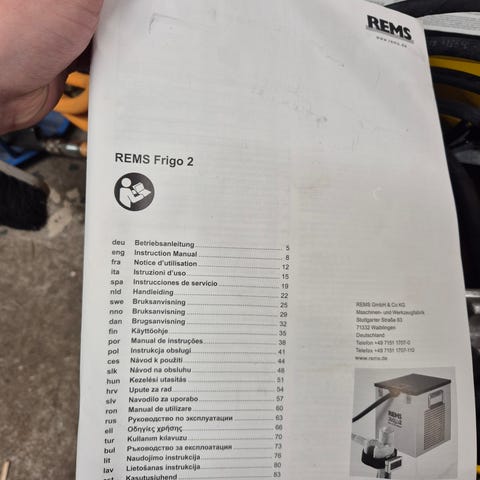 REMS
www.rems.de
REMS Frigo 2
deu Betriebsanleitung 5
eng Instruction Manual 8
fra Notice d'utilisation 12
ita Istruzioni d'uso 15
spa Instrucciones de servicio 19
nld Handleiding 22
swe Bruksanvisning 25
nno Bruksanvisning 29
dan Brugsanvisning 32
fin Käyttöohje 35
por Manual de instruções 38
pol Instrukcja obsługi 41
ces Návod k použití 44
slk Návod na obsluhu 48
hun Kezelési utasítás 51
hrv Upute za rad 54
slv Navodilo za uporabo 57
ron Manual de utilizare 60
rus Руководство по эксплуатации 63
ell Οδηγίες χρήσης 66
tur Kullanım kılavuzu 70
bul Ръководство за експлоатация 73
lit Naudojimo instrukcija 76
lav Lietošanas instrukcija 80
est Kasutusjuhend 83
REMS GmbH & Co KG
Maschinen- und Werkzeugfabrik
Stuttgarter Straße 83
71332 Waiblingen
Deutschland
Telefon +49 7151 1707-0
Telefax +49 7151 1707-110
www.rems.de